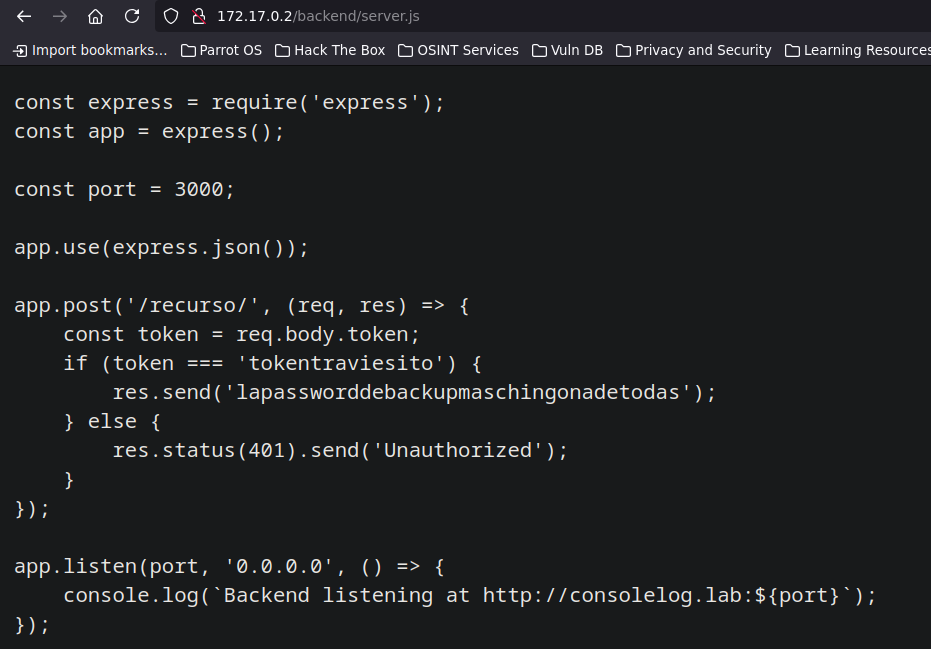 172.17.0.2/backend/server.js
Import bookmarks... Parrot OS Hack The Box OSINT Services Vuln DB Privacy and Security Learning Resources
const express = require('express');
const app = express();
const port = 3000;
app.use(express.json());
app.post('/recurso/', (req, res) => {
    const token = req.body.token;
    if (token === 'tokentraviesito') {
        res.send('lapassworddebackupmaschingonadetodas');
    } else {
        res.status(401).send('Unauthorized');
    }
});
app.listen(port, '0.0.0.0', () => {
    console.log(`Backend listening at http://consolelog.lab:${port}`);
});